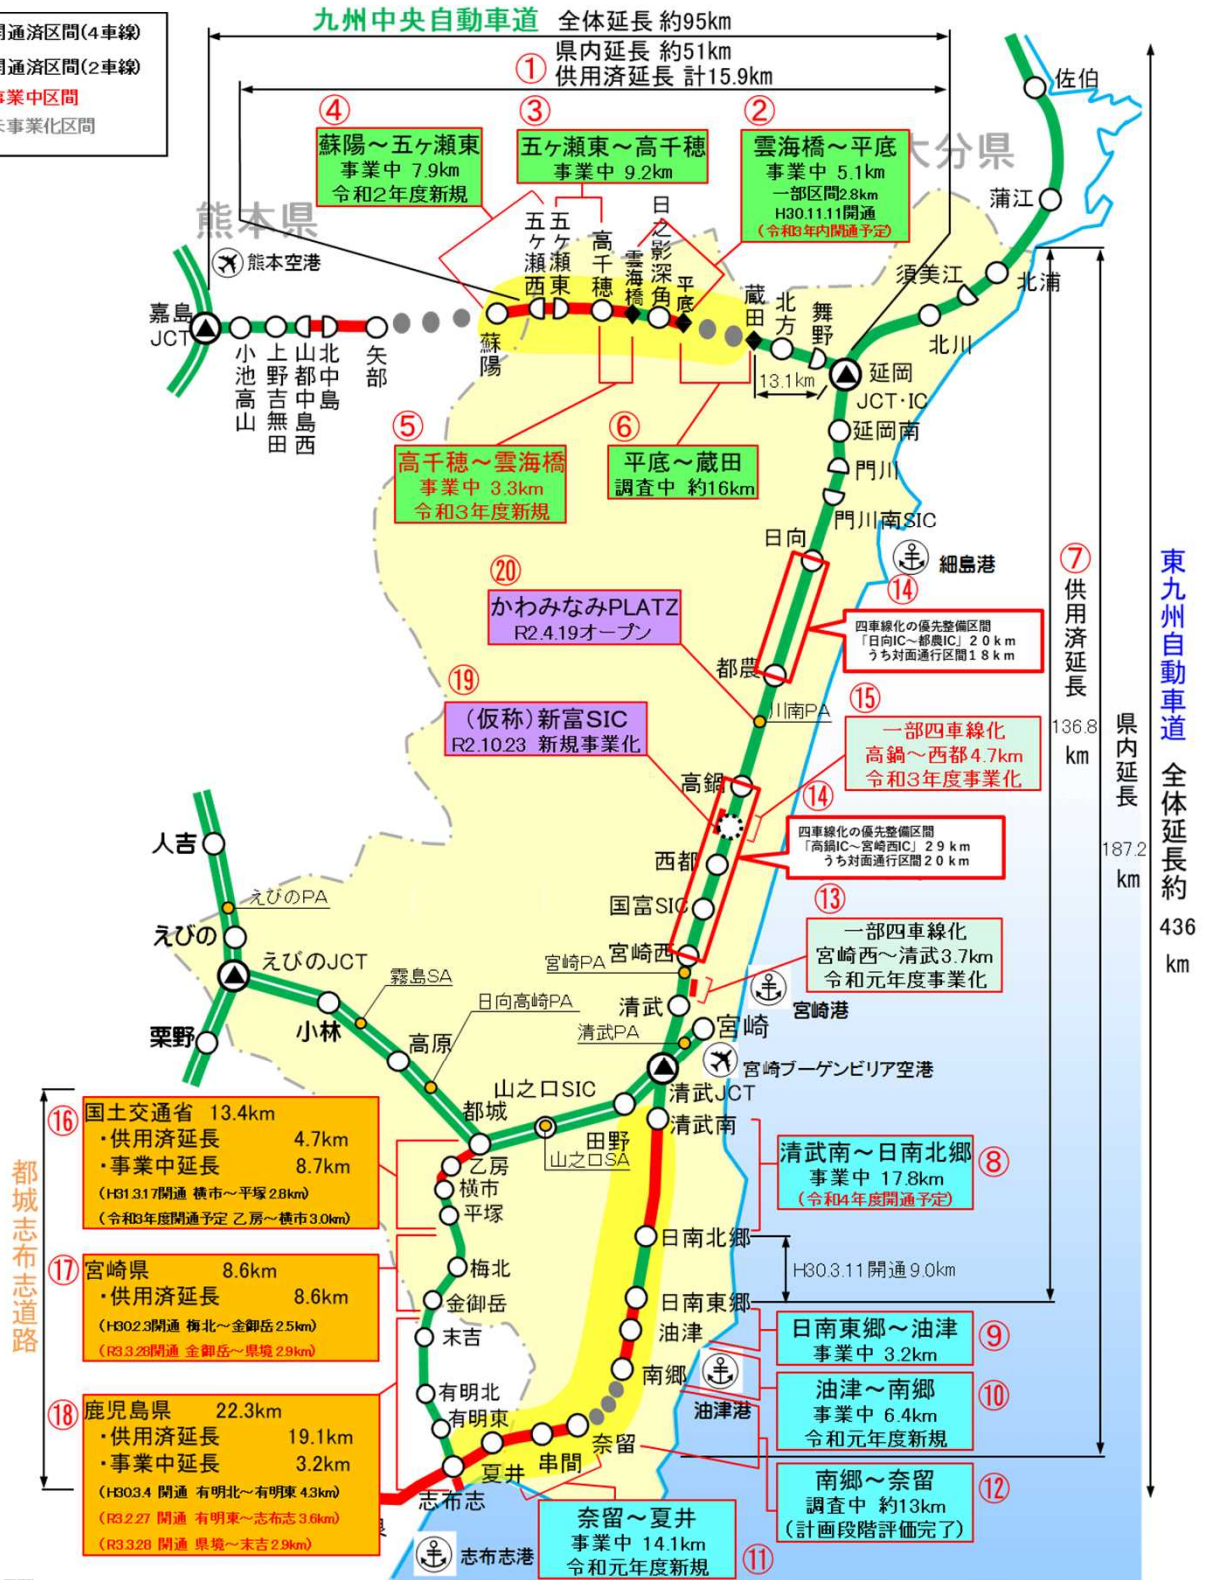 開通済区間(4車線)
開通済区間(2車線)
事業中区間
未事業化区間
九州中央自動車道 全体延長 約95km
県内延長 約51km
① 供用済延長 計15.9km
④
蘇陽～五ヶ瀬東
事業中 7.9km
令和2年度新規
③
五ヶ瀬東～高千穂
事業中 9.2km
②
雲海橋～平底
事業中 5.1km
一部区間2.8km
H30.11.11開通
(令和3年内開通予定)
熊本県
大分県
佐伯
蒲江
北浦
須美江
北川
熊本空港
嘉島
JCT
小池高山
上野吉無田
山都中島西
北中島
矢部
蘇陽
五ヶ瀬西
五ヶ瀬東
高千穂
雲海橋
日之影深角
平底
蔵田
北方
舞野
13.1km
延岡
JCT・IC
延岡南
門川
門川南SIC
日向
細島港
⑤
高千穂～雲海橋
事業中 3.3km
令和3年度新規
⑥
平底～蔵田
調査中 約16km
⑦
供用済延長
136.8
km
県内延長
187.2
km
東九州自動車道 全体延長約
436
km
⑳
かわみなみPLATZ
R2.4.19オープン
⑭
四車線化の優先整備区間
「日向IC～都農IC」20km
うち対面通行区間18km
都農
川南PA
⑲
(仮称)新富SIC
R2.10.23 新規事業化
⑮
一部四車線化
高鍋～西都4.7km
令和3年度事業化
高鍋
⑭
四車線化の優先整備区間
「高鍋IC～宮崎西IC」29km
うち対面通行区間20km
西都
国富SIC
宮崎西
宮崎PA
⑬
一部四車線化
宮崎西～清武3.7km
令和元年度事業化
清武
宮崎港
清武PA
宮崎
宮崎ブーゲンビリア空港
清武JCT
人吉
えびのPA
えびの
えびのJCT
栗野
霧島SA
小林
日向高崎PA
高原
都城
山之口SIC
山之口SA
田野
清武南
都城志布志道路
⑯
国土交通省 13.4km
・供用済延長 4.7km
・事業中延長 8.7km
(H31.3.17開通 横市～平塚2.8km)
(令和3年度開通予定 乙房～横市3.0km)
乙房
横市
平塚
⑧
清武南～日南北郷
事業中 17.8km
(令和4年度開通予定)
日南北郷
H30.3.11開通9.0km
日南東郷
⑰
宮崎県 8.6km
・供用済延長 8.6km
(H30.2.3開通 梅北～金御岳2.5km)
(R3.3.28開通 金御岳～県境2.9km)
梅北
金御岳
末吉
油津
⑨
日南東郷～油津
事業中 3.2km
南郷
油津港
⑩
油津～南郷
事業中 6.4km
令和元年度新規
⑱
鹿児島県 22.3km
・供用済延長 19.1km
・事業中延長 3.2km
(H30.3.4 開通 有明北～有明東4.3km)
(R3.2.27 開通 有明東～志布志3.6km)
(R3.3.28 開通 県境～末吉2.9km)
有明北
有明東
志布志
夏井
串間
奈留
⑫
南郷～奈留
調査中 約13km
(計画段階評価完了)
⑪
奈留～夏井
事業中 14.1km
令和元年度新規
志布志港